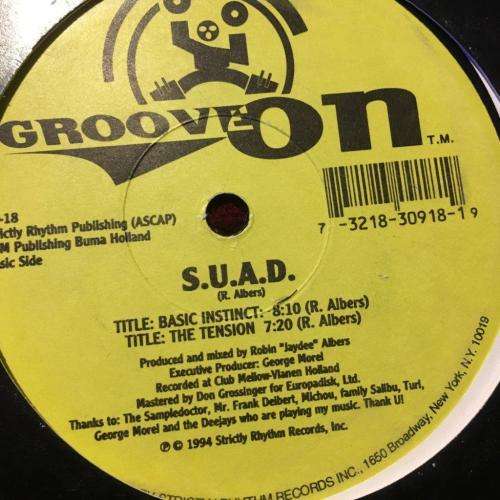 GROOVE on T.M.
-18
rictly Rhythm Publishing (ASCAP)
M Publishing Buma Holland
sic Side
7 -3218-30918-1 9
S.U.A.D.
(R. Albers)
TITLE: BASIC INSTINCT: 8:10 (R. Albers)
TITLE: THE TENSION 7:20 (R. Albers)
Produced and mixed by Robin "Jaydee" Albers
Executive Producer: George Morel
Recorded at Club Mellow-Vianen Holland
Mastered by Don Grossinger for Europadisk, Ltd.
Thanks to: The Sampledoctor, Mr. Frank Deibert, Michou, family Salibu, Turi,
George Morel and the Deejays who are playing my music. Thank U!
℗ © 1994 Strictly Rhythm Records, Inc.
STRICTLY RHYTHM RECORDS INC., 1650 Broadway, New York, N.Y. 10019